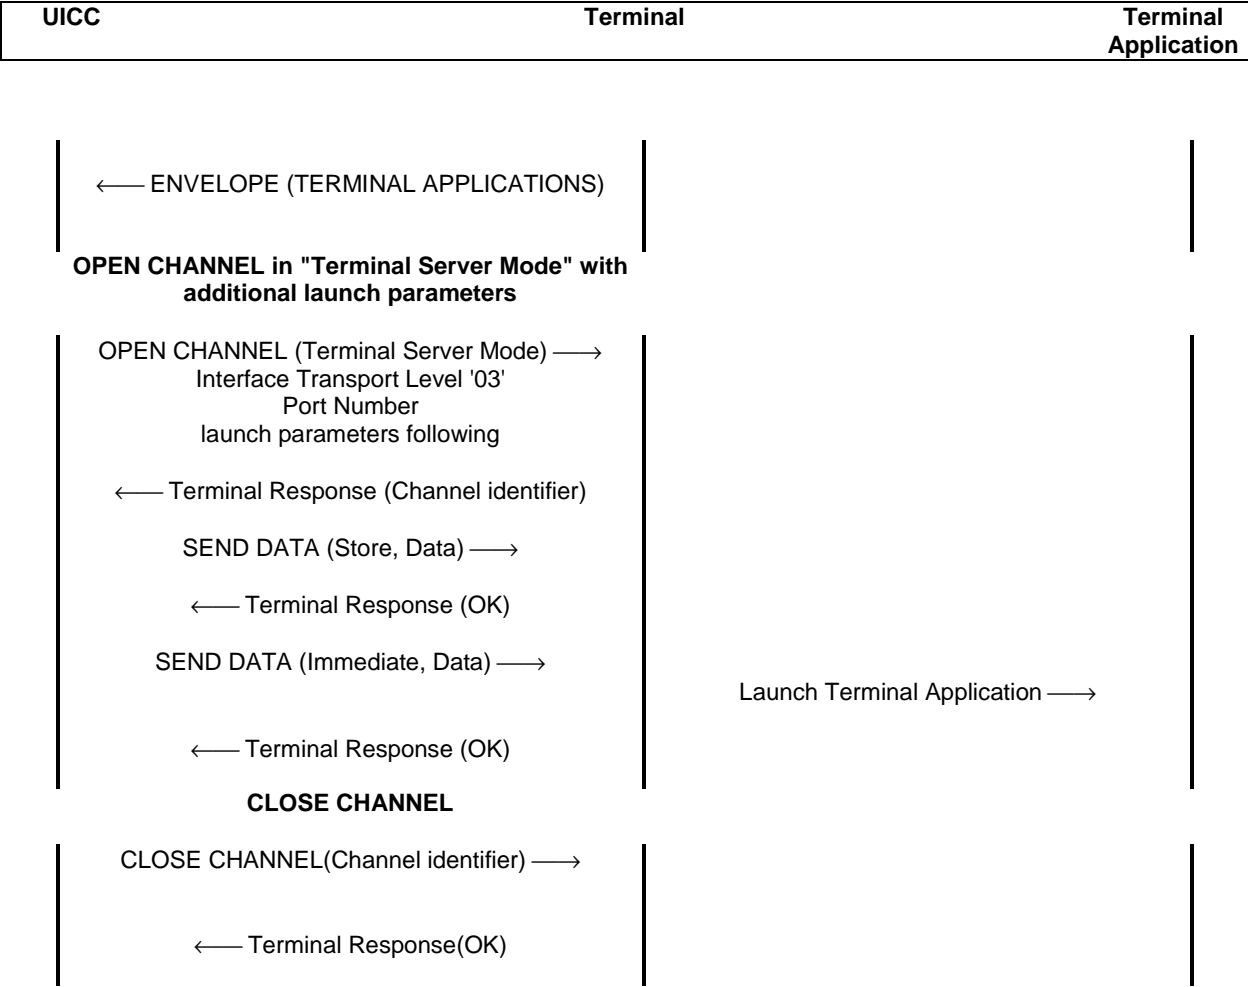 UICC Terminal Terminal
Application
← ENVELOPE (TERMINAL APPLICATIONS)
OPEN CHANNEL in "Terminal Server Mode" with
additional launch parameters
OPEN CHANNEL (Terminal Server Mode) →
Interface Transport Level '03'
Port Number
launch parameters following
← Terminal Response (Channel identifier)
SEND DATA (Store, Data) →
← Terminal Response (OK)
SEND DATA (Immediate, Data) →
Launch Terminal Application →
← Terminal Response (OK)
CLOSE CHANNEL
CLOSE CHANNEL(Channel identifier) →
← Terminal Response(OK)